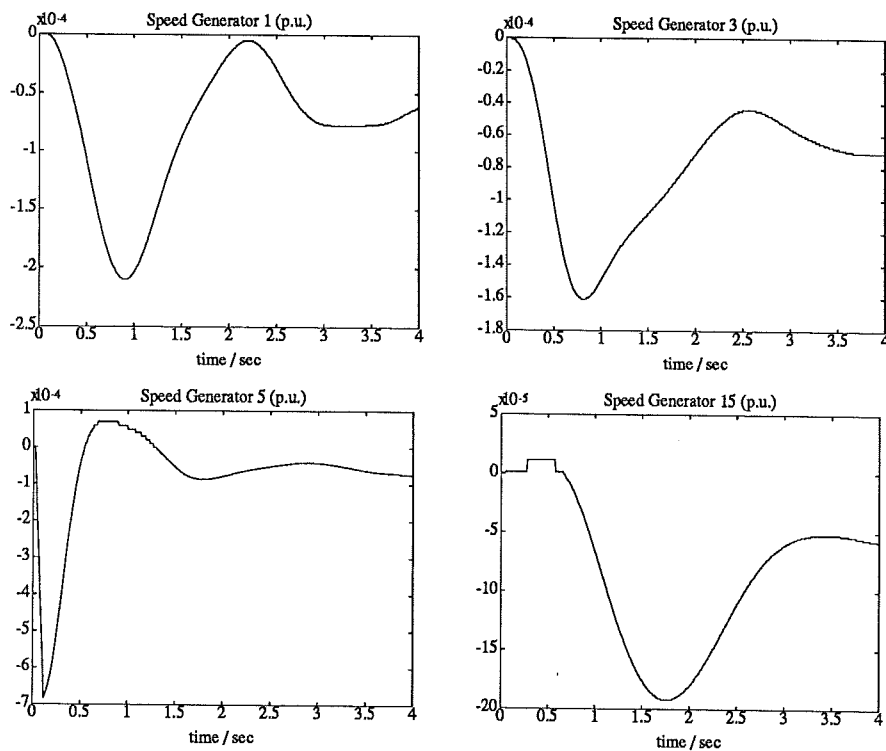 x10-4 Speed Generator 1 (p.u.)
0
-0.5
-1
-1.5
-2
-2.5
0 0.5 1 1.5 2 2.5 3 3.5 4
time / sec
x10-4 Speed Generator 3 (p.u.)
0
-0.2
-0.4
-0.6
-0.8
-1
-1.2
-1.4
-1.6
-1.8
0 0.5 1 1.5 2 2.5 3 3.5 4
time / sec
x10-4 Speed Generator 5 (p.u.)
1
0
-1
-2
-3
-4
-5
-6
-7
0 0.5 1 1.5 2 2.5 3 3.5 4
time / sec
x10-5 Speed Generator 15 (p.u.)
5
0
-5
-10
-15
-20
0 0.5 1 1.5 2 2.5 3 3.5 4
time / sec